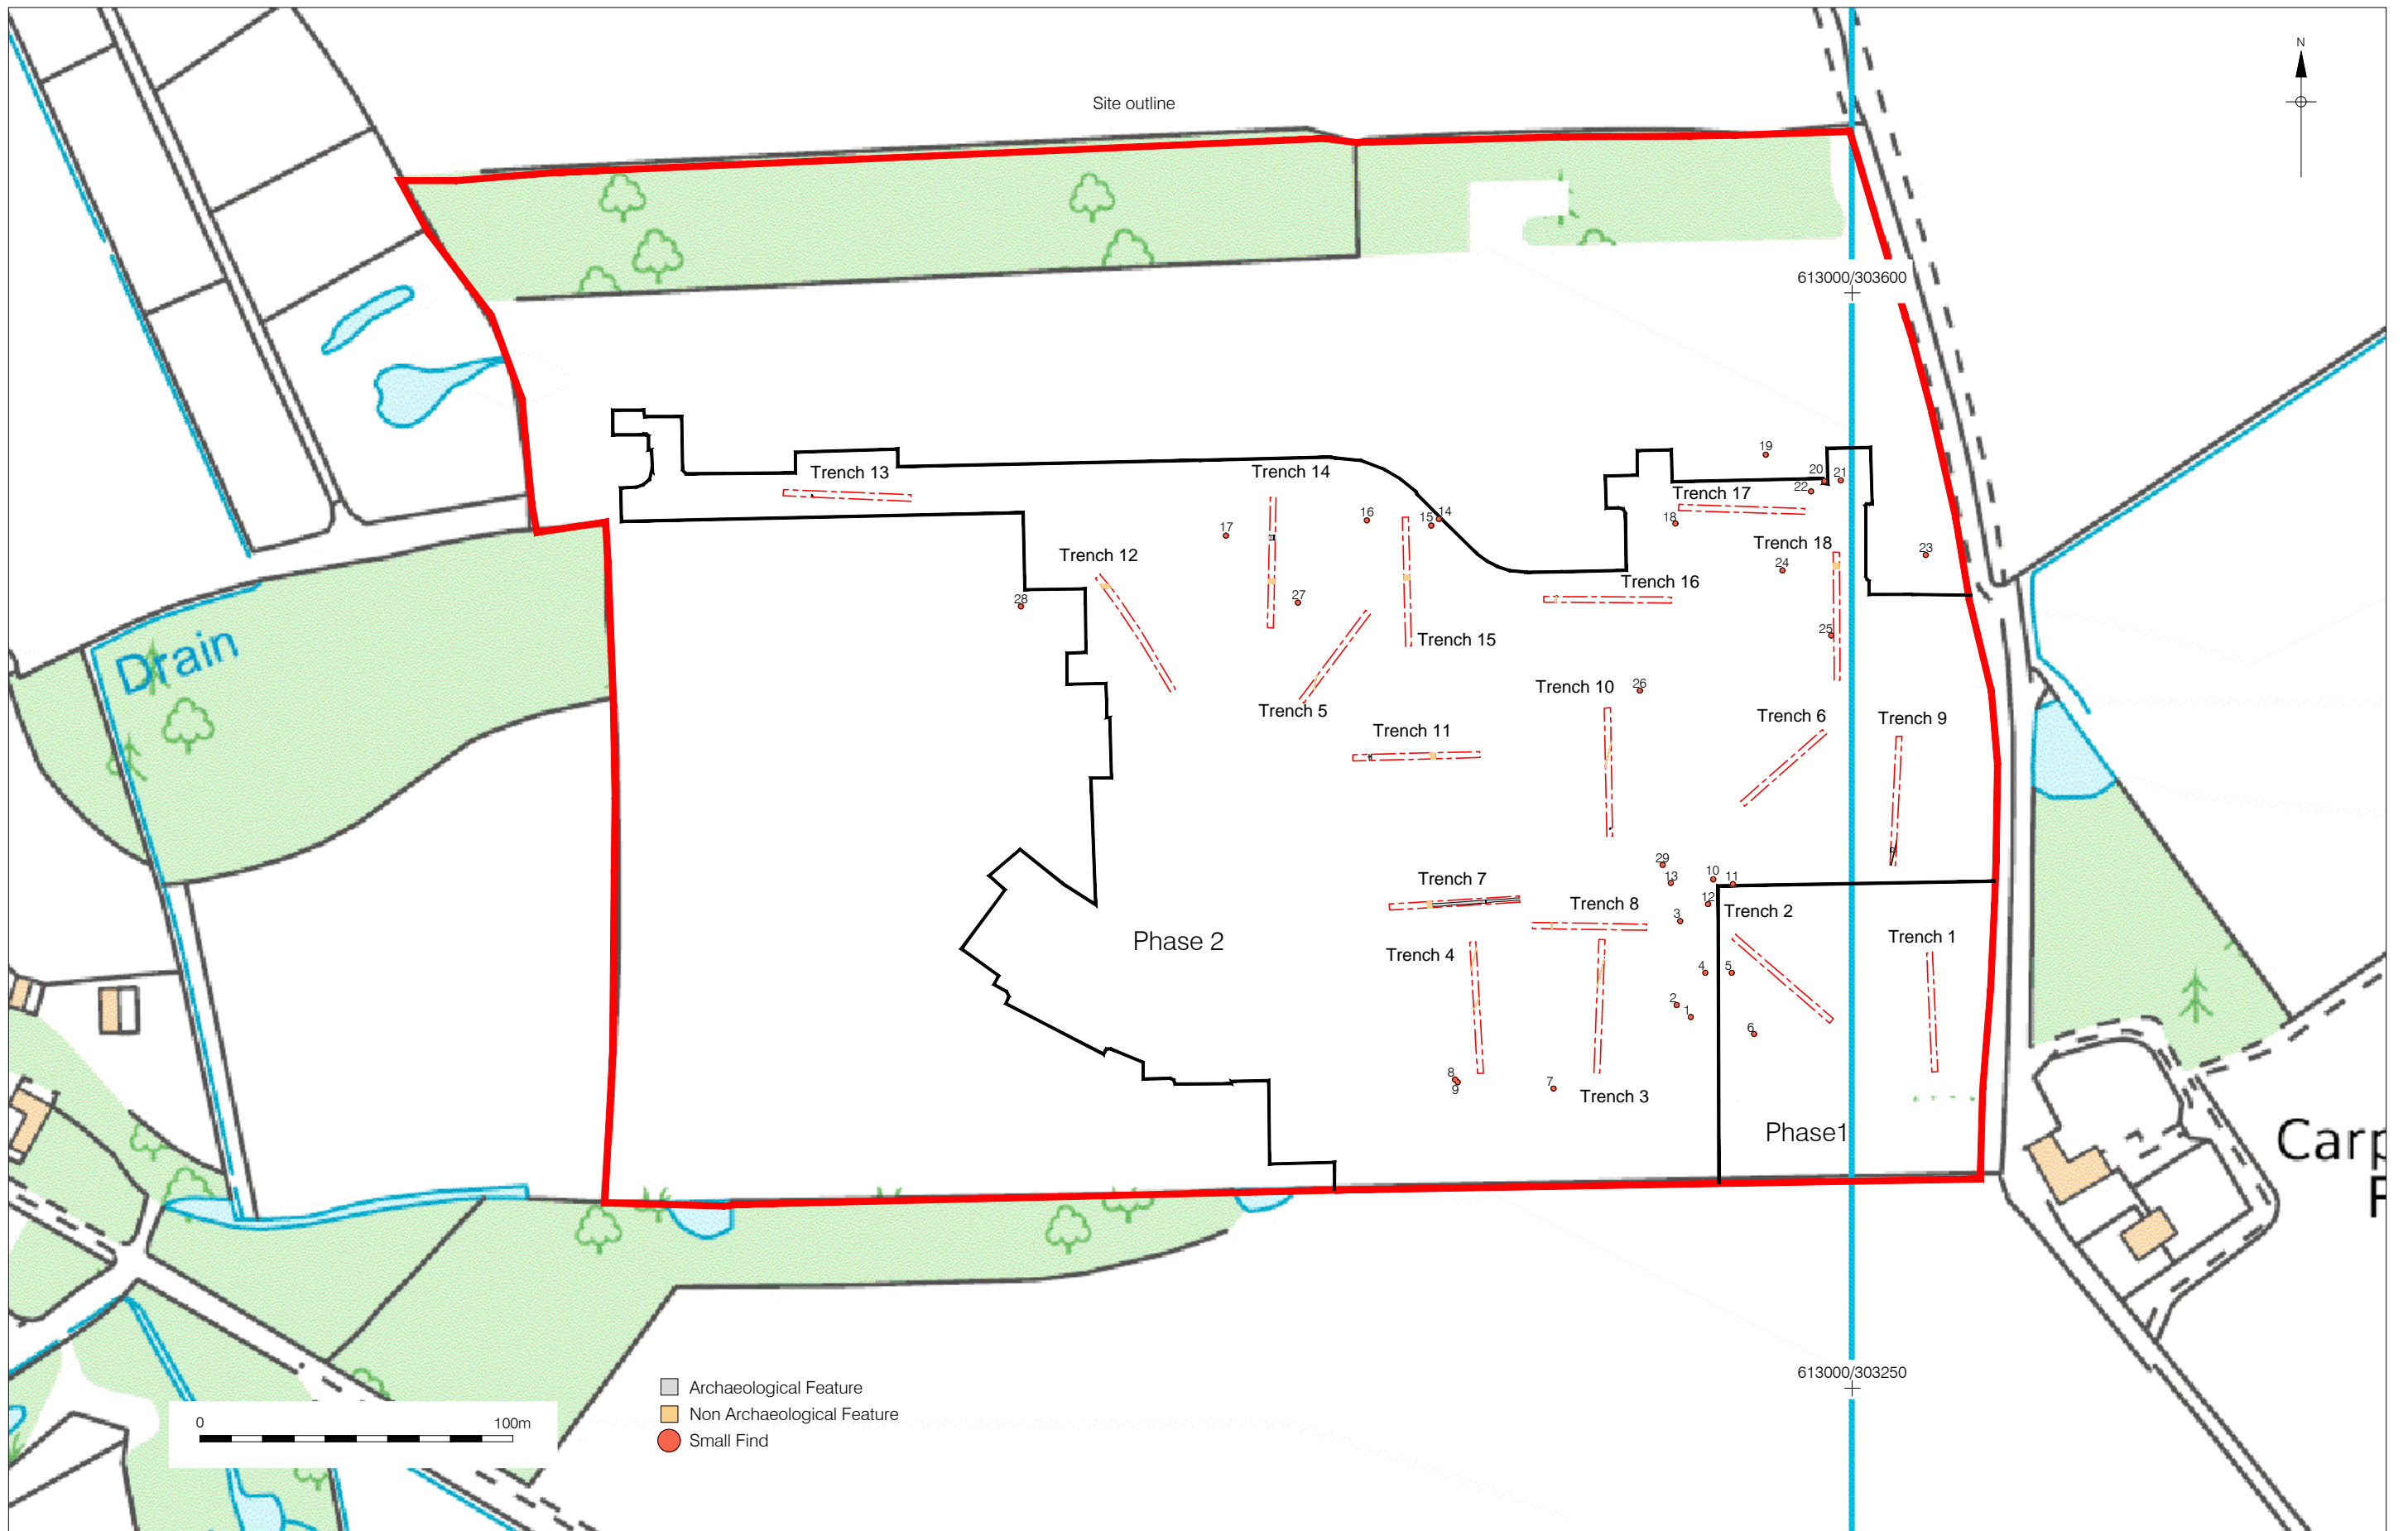 N
Site outline
613000/303600
19
Trench 13
Trench 14
20
21
22
Trench 17
17
16
15
14
18
Trench 12
Trench 18
23
24
Trench 16
28
27
25
Trench 15
Drain
26
Trench 10
Trench 5
Trench 6
Trench 9
Trench 11
29
13
10
11
Trench 7
12
Trench 8
Trench 2
3
Phase 2
Trench 1
Trench 4
4
5
2
1
6
8
9
7
Trench 3
Phase1
Carp
F
613000/303250
Archaeological Feature
Non Archaeological Feature
Small Find
0
100m